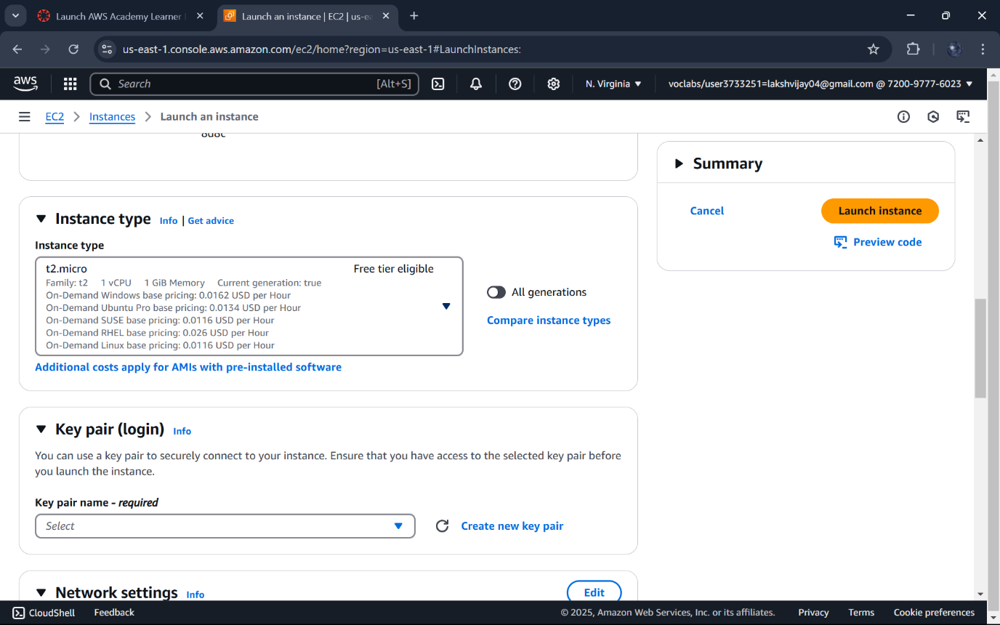 Launch AWS Academy Learner
Launch an instance | EC2 | us-ea
us-east-1.console.aws.amazon.com/ec2/home?region=us-east-1#LaunchInstances:
aws
Search
[Alt+S]
N. Virginia
voclabs/user3733251=lakshvijay04@gmail.com @ 7200-9777-6023
EC2
Instances
Launch an instance
8d8c
Instance type
Info | Get advice
Instance type
t2.micro
Free tier eligible
Family: t2 1 vCPU 1 GiB Memory Current generation: true
On-Demand Windows base pricing: 0.0162 USD per Hour
On-Demand Ubuntu Pro base pricing: 0.0134 USD per Hour
On-Demand SUSE base pricing: 0.0116 USD per Hour
On-Demand RHEL base pricing: 0.026 USD per Hour
On-Demand Linux base pricing: 0.0116 USD per Hour
All generations
Compare instance types
Additional costs apply for AMIs with pre-installed software
Key pair (login)
Info
You can use a key pair to securely connect to your instance. Ensure that you have access to the selected key pair before
you launch the instance.
Key pair name - required
Select
Create new key pair
Network settings
Info
Edit
Summary
Cancel
Launch instance
Preview code
CloudShell
Feedback
© 2025, Amazon Web Services, Inc. or its affiliates.
Privacy
Terms
Cookie preferences